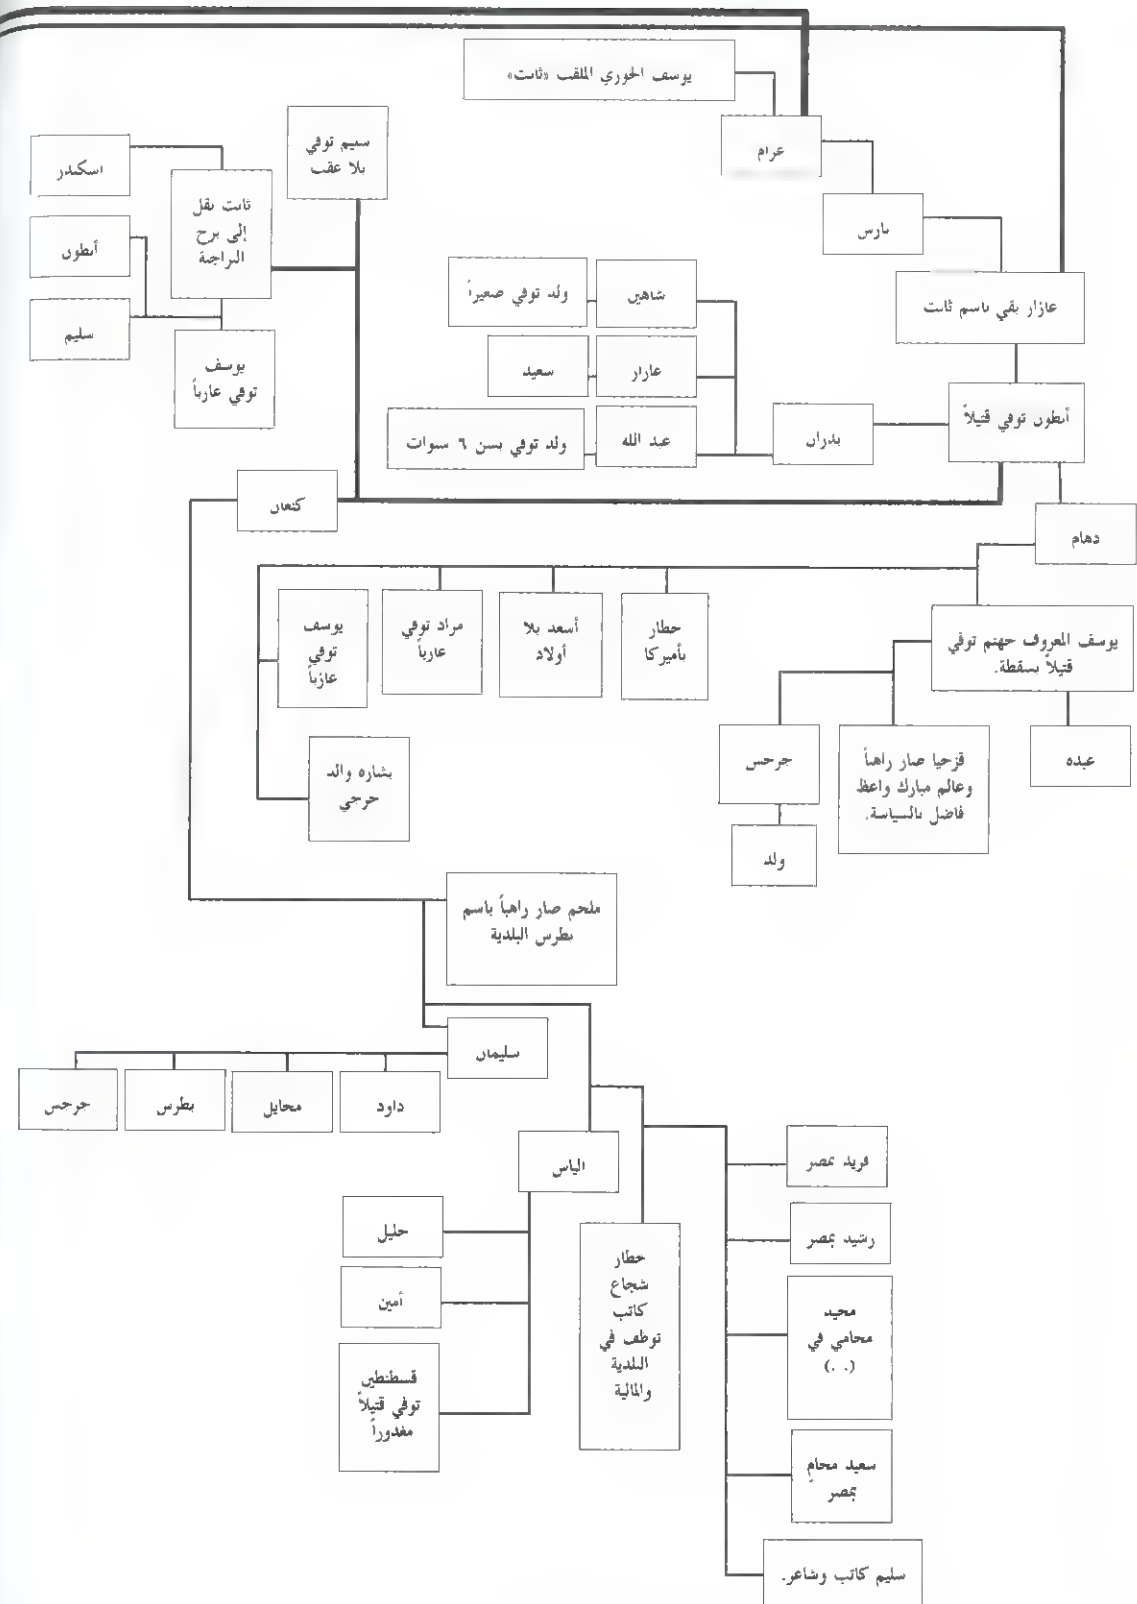 يوسف الخوري الملقب «ثابت»
عرام
سيم توفي
بلا عقب
اسكندر
ثابت نقل
إلى برج
البراجنة
فارس
أنطون
شاهين
ولد توفي صغيراً
عازار بقي باسم ثابت
سليم
يوسف
توفي عازباً
عازار
سعيد
أنطون توفي قتيلاً
بدران
عبد الله
ولد توفي بسن ٦ سنوات
كنعان
دهام
حطار
بأميركا
أسعد بلا
أولاد
مراد توفي
عازباً
يوسف
توفي
عازباً
يوسف المعروف جهنم توفي
قتيلاً بسقطة.
عبده
قزحيا صار راهباً
وعالم مبارك واعظ
فاضل بالسياسة.
جرجس
بشاره والد
جرجي
ولد
ملحم صار راهباً باسم
بطرس البلدية
سليمان
داود
مخايل
بطرس
جرجس
الياس
فريد بمصر
خليل
رشيد بمصر
حطار
شجاع
كاتب
توظف في
البلدية
والمالية
أمين
مجيد
محامي في
(. .)
قسطنطين
توفي قتيلاً
مغدوراً
سعيد محامٍ
بمصر
سليم كاتب وشاعر.